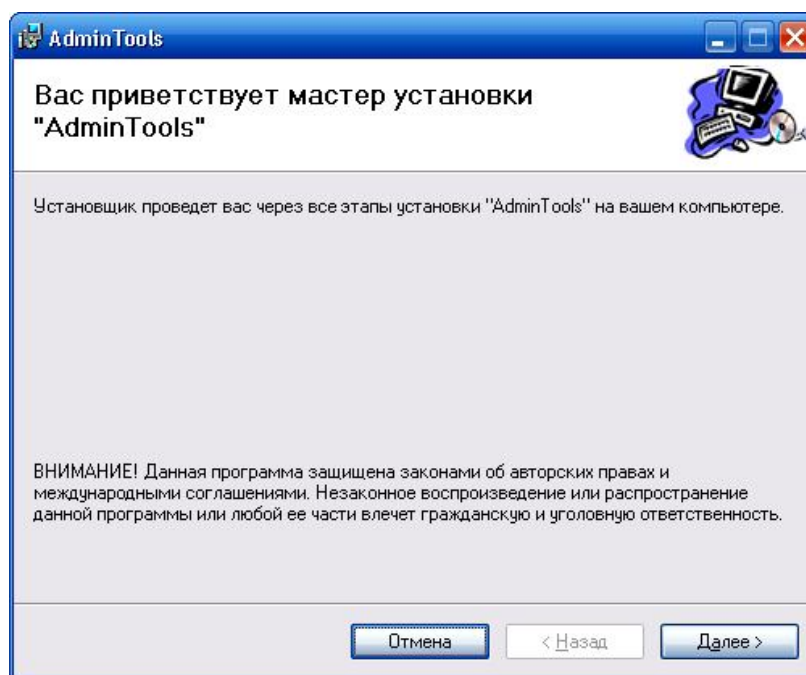 AdminTools
Вас приветствует мастер установки
"AdminTools"
Установщик проведет вас через все этапы установки "AdminTools" на вашем компьютере.
ВНИМАНИЕ! Данная программа защищена законами об авторских правах и
международными соглашениями. Незаконное воспроизведение или распространение
данной программы или любой ее части влечет гражданскую и уголовную ответственность.
Отмена
< Назад
Далее >